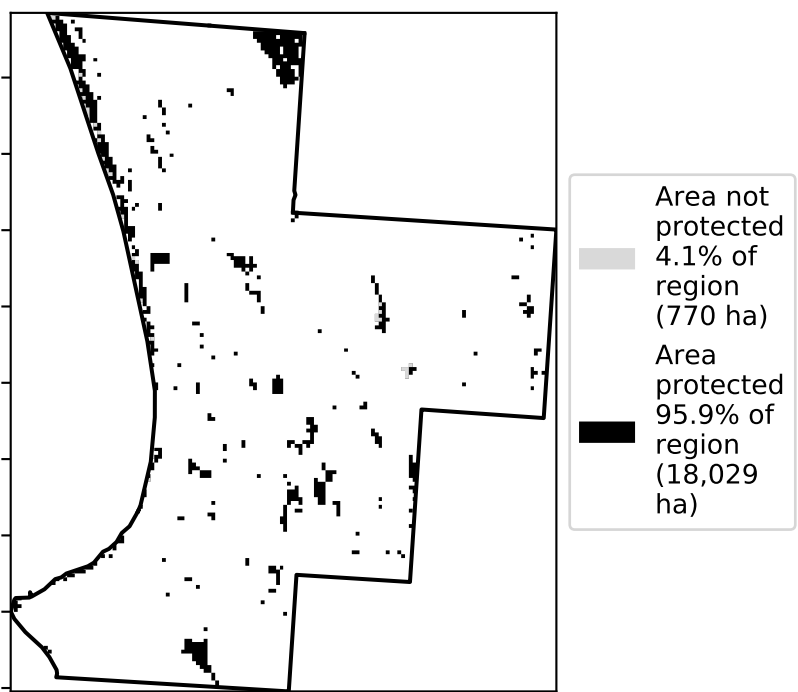 Area not
protected
4.1% of
region
(770 ha)
Area
protected
95.9% of
region
(18,029
ha)